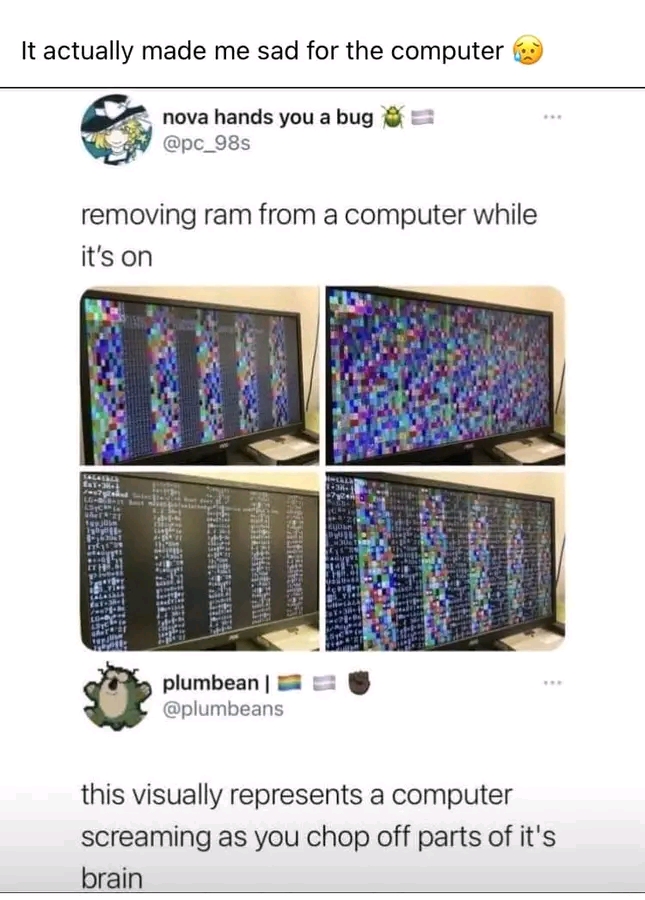 It actually made me sad for the computer 😥
nova hands you a bug 🪲
@pc_98s
removing ram from a computer while
it's on
plumbean | 🏳️‍🌈 🏳️‍⚧️ ✊🏿
@plumbeans
this visually represents a computer
screaming as you chop off parts of it's
brain